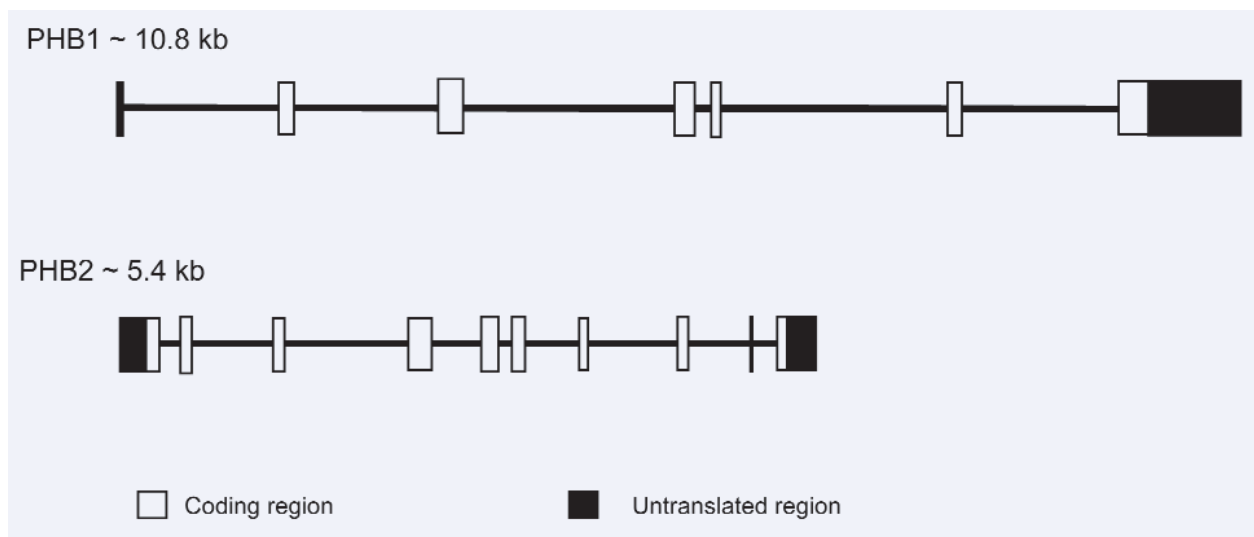 PHB1 ~ 10.8 kb
PHB2 ~ 5.4 kb
Coding region
Untranslated region